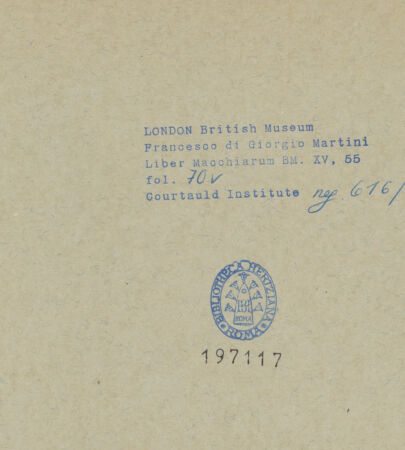 LONDON British Museum
Francesco di Giorgio Martini
Liber Macchiarum BM. XV, 55
fol. 70v
Courtauld Institute neg. 616/
BIBLIOTHECA HERTZIANA
ROMA
ROMA
197117